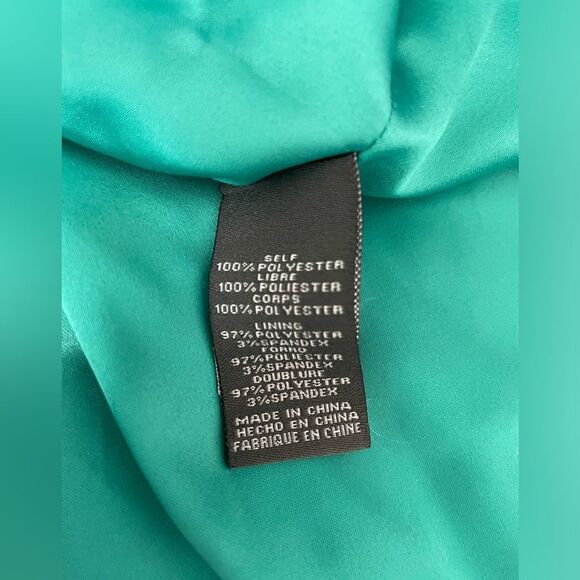 SELF
100% POLYESTER
LIBRE
100% POLIESTER
CORPS
100% POLYESTER
LINING
97% POLYESTER
3% SPANDEX
FORRO
97% POLIESTER
3% SPANDEX
DOUBLURE
97% POLYESTER
3% SPANDEX
MADE IN CHINA
HECHO EN CHINA
FABRIQUE EN CHINE